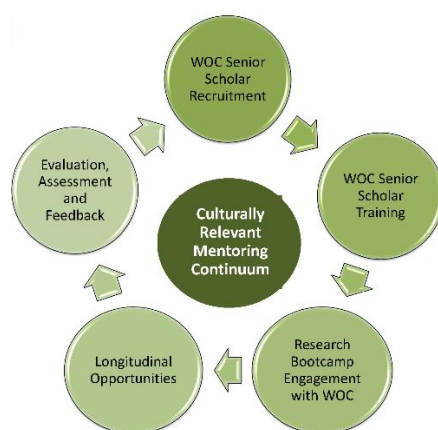 WOC Senior
Scholar
Recruitment
WOC Senior
Scholar
Training
Research
Bootcamp
Engagement
with WOC
Longitudinal
Opportunities
Evaluation,
Assessment
and
Feedback
Culturally
Relevant
Mentoring
Continuum